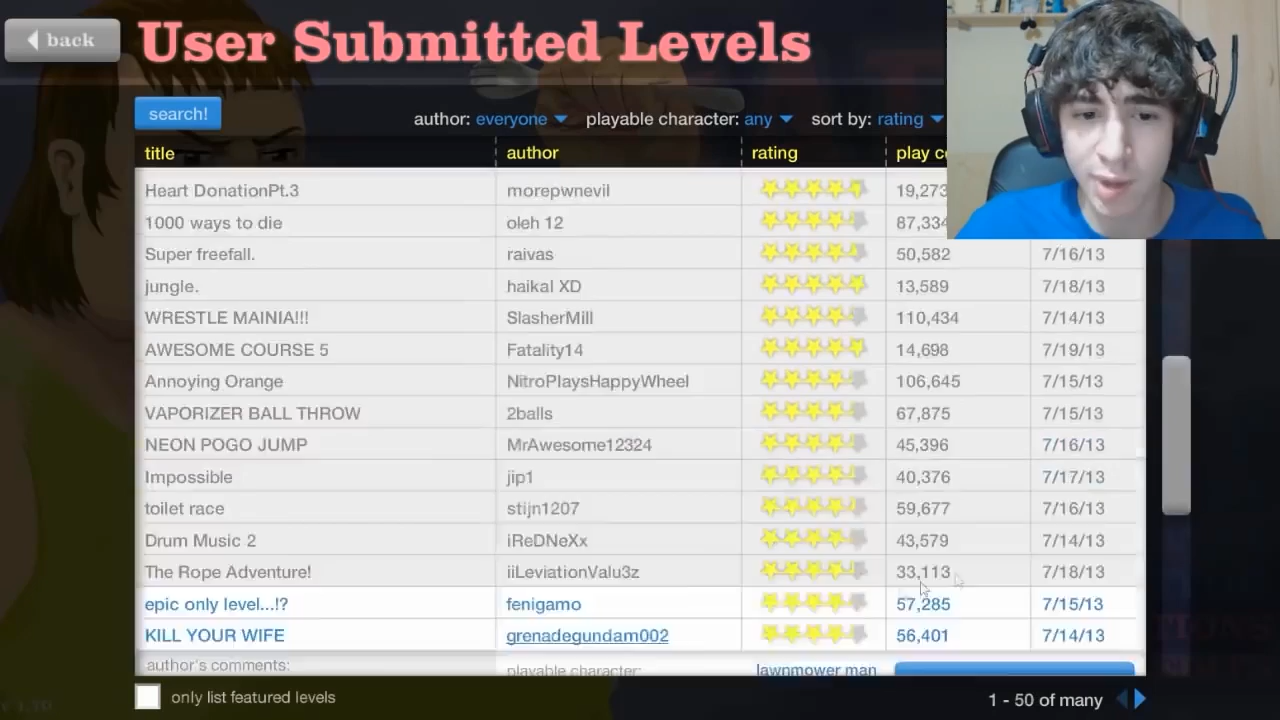 back
User Submitted Levels
search!
author: everyone playable character: any sort by: rating
title author rating play c
Heart DonationPt.3 morepwnevil 19,273
1000 ways to die oleh 12 87,334
Super freefall. raivas 50,582 7/16/13
jungle. haikal XD 13,589 7/18/13
WRESTLE MAINIA!!! SlasherMill 110,434 7/14/13
AWESOME COURSE 5 Fatality14 14,698 7/19/13
Annoying Orange NitroPlaysHappyWheel 106,645 7/15/13
VAPORIZER BALL THROW 2balls 67,875 7/15/13
NEON POGO JUMP MrAwesome12324 45,396 7/16/13
Impossible jip1 40,376 7/17/13
toilet race stijn1207 59,677 7/16/13
Drum Music 2 iReDNeXx 43,579 7/14/13
The Rope Adventure! iiLeviationValu3z 33,113 7/18/13
epic only level...!? fenigamo 57,285 7/15/13
KILL YOUR WIFE grenadegundam002 56,401 7/14/13
author's comments: playable character: lawnmower man
only list featured levels 1 - 50 of many